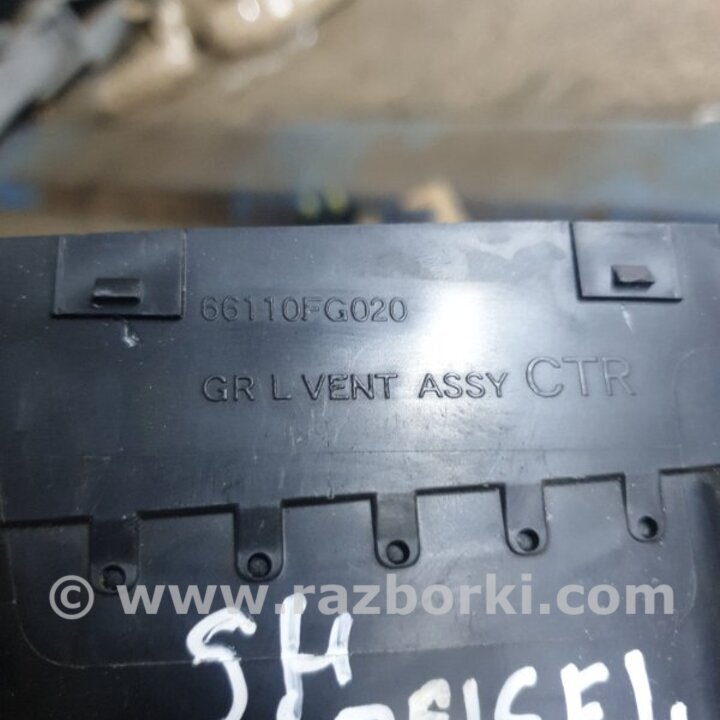 66110FG020
GR L VENT ASSY CTR
© www.razborki.com
SH